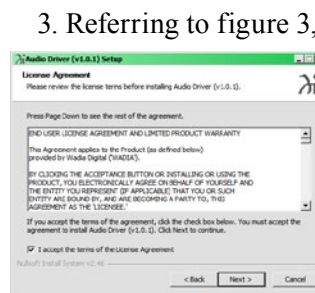 3. Referring to figure 3,
Audio Driver (v1.0.1) Setup
License Agreement
Please review the license terms before installing Audio Driver (v1.0.1).
Press Page Down to see the rest of the agreement.
END USER LICENSE AGREEMENT AND LIMITED PRODUCT WARRANTY
This Agreement applies to the Product (as defined below)
provided by Wadia Digital ("WADIA").
BY CLICKING THE ACCEPTANCE BUTTON OR INSTALLING OR USING THE
PRODUCT, YOU ELECTRONICALLY AGREE ON BEHALF OF YOURSELF AND
THE ENTITY YOU REPRESENT (IF APPLICABLE) THAT YOU OR SUCH
ENTITY ARE BOUND BY, AND ARE BECOMING A PARTY TO, THIS
AGREEMENT AS THE 'LICENSEE.'
If you accept the terms of the agreement, click the check box below. You must accept the
agreement to install Audio Driver (v1.0.1). Click Next to continue.
I accept the terms of the License Agreement
Nullsoft Install System v2.46
< Back Next > Cancel